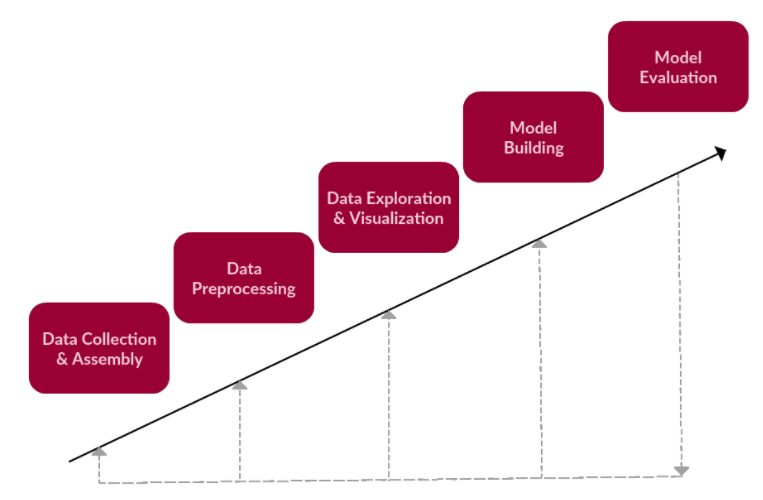 Model
Evaluation
Model
Building
Data Exploration
& Visualization
Data
Preprocessing
Data Collection
& Assembly